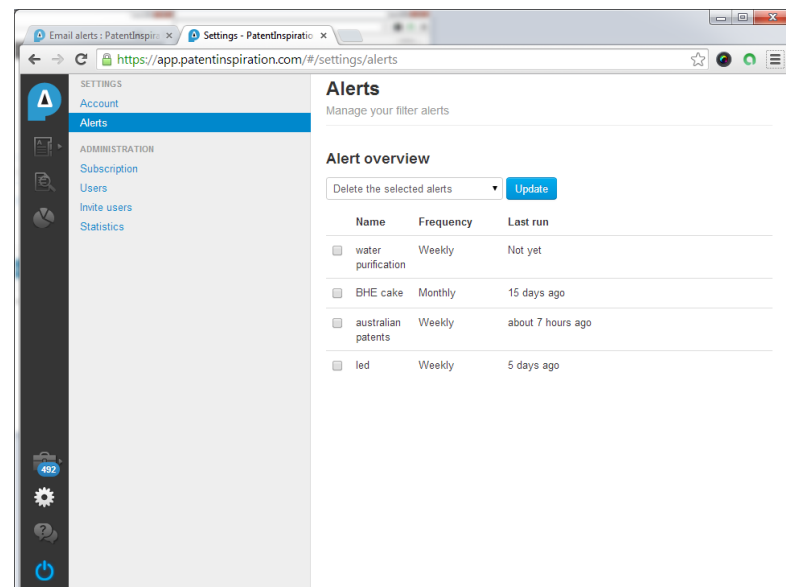 Email alerts : PatentInspira
Settings - PatentInspiratio
https://app.patentinspiration.com/#/settings/alerts
SETTINGS
Account
Alerts
ADMINISTRATION
Subscription
Users
Invite users
Statistics
492
Alerts
Manage your filter alerts
Alert overview
Delete the selected alerts
Update
Name Frequency Last run
water Weekly Not yet
purification
BHE cake Monthly 15 days ago
australian Weekly about 7 hours ago
patents
led Weekly 5 days ago